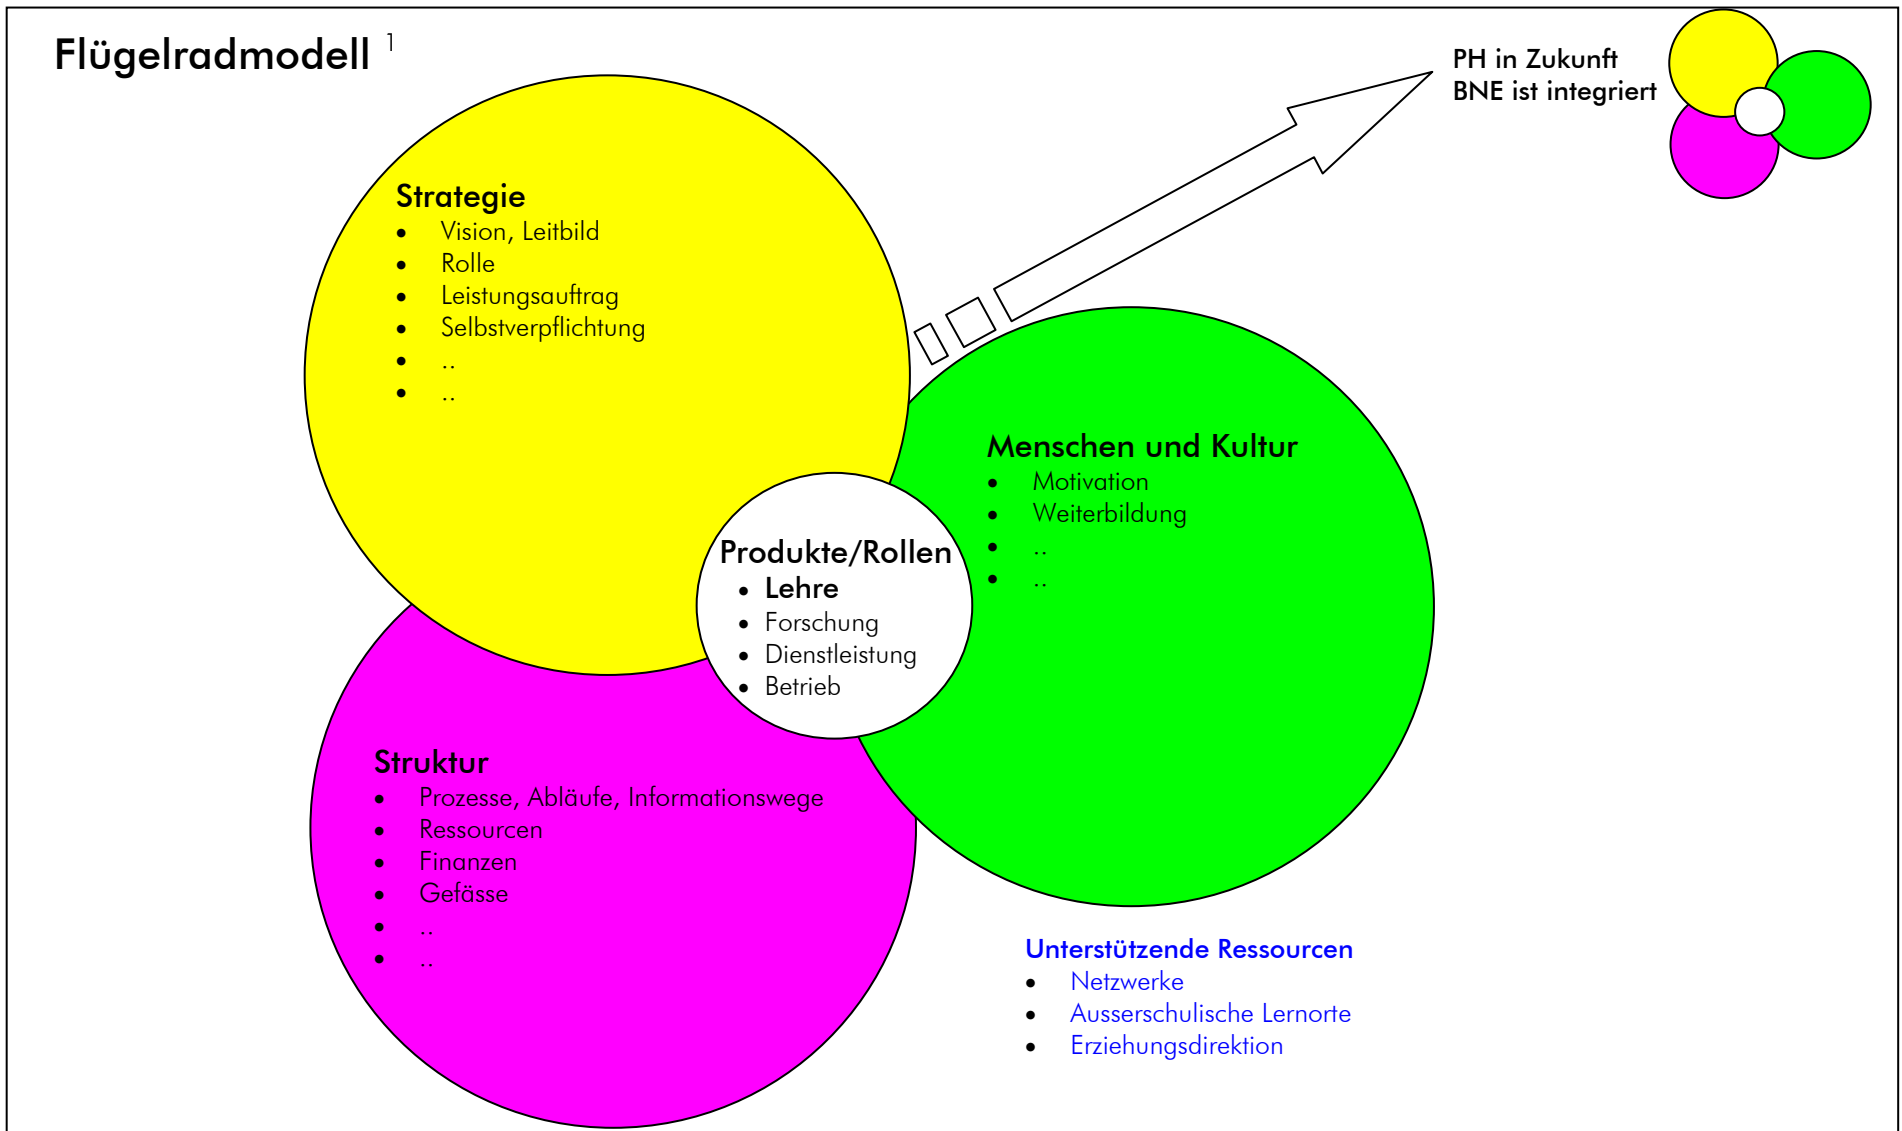 Flügelradmodell 1
PH in Zukunft
BNE ist integriert
Strategie
• Vision, Leitbild
• Rolle
• Leistungsauftrag
• Selbstverpflichtung
• ..
• ..
Menschen und Kultur
• Motivation
• Weiterbildung
• ..
• ..
Produkte/Rollen
• Lehre
• Forschung
• Dienstleistung
• Betrieb
Struktur
• Prozesse, Abläufe, Informationswege
• Ressourcen
• Finanzen
• Gefässe
• ..
• ..
Unterstützende Ressourcen
• Netzwerke
• Ausserschulische Lernorte
• Erziehungsdirektion